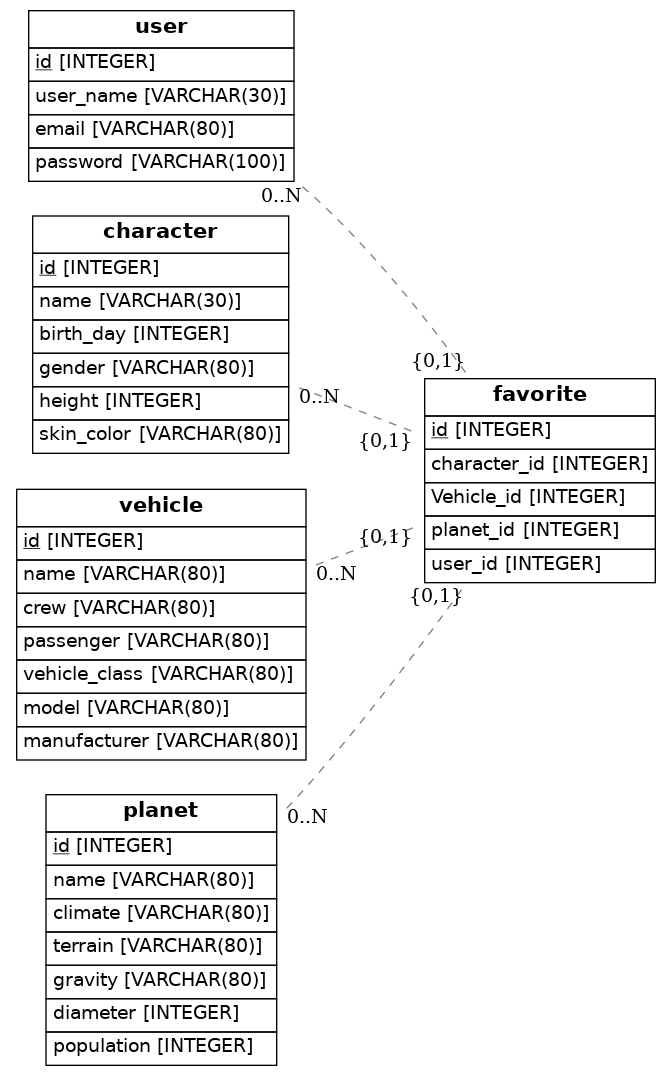 user
id [INTEGER]
user_name [VARCHAR(30)]
email [VARCHAR(80)]
password [VARCHAR(100)]
0..N
character
id [INTEGER]
name [VARCHAR(30)]
birth_day [INTEGER]
gender [VARCHAR(80)]
height [INTEGER]
skin_color [VARCHAR(80)]
0..N
{0,1}
{0,1}
favorite
id [INTEGER]
character_id [INTEGER]
Vehicle_id [INTEGER]
planet_id [INTEGER]
user_id [INTEGER]
{0,1}
{0,1}
vehicle
id [INTEGER]
name [VARCHAR(80)]
crew [VARCHAR(80)]
passenger [VARCHAR(80)]
vehicle_class [VARCHAR(80)]
model [VARCHAR(80)]
manufacturer [VARCHAR(80)]
0..N
planet
id [INTEGER]
name [VARCHAR(80)]
climate [VARCHAR(80)]
terrain [VARCHAR(80)]
gravity [VARCHAR(80)]
diameter [INTEGER]
population [INTEGER]
0..N